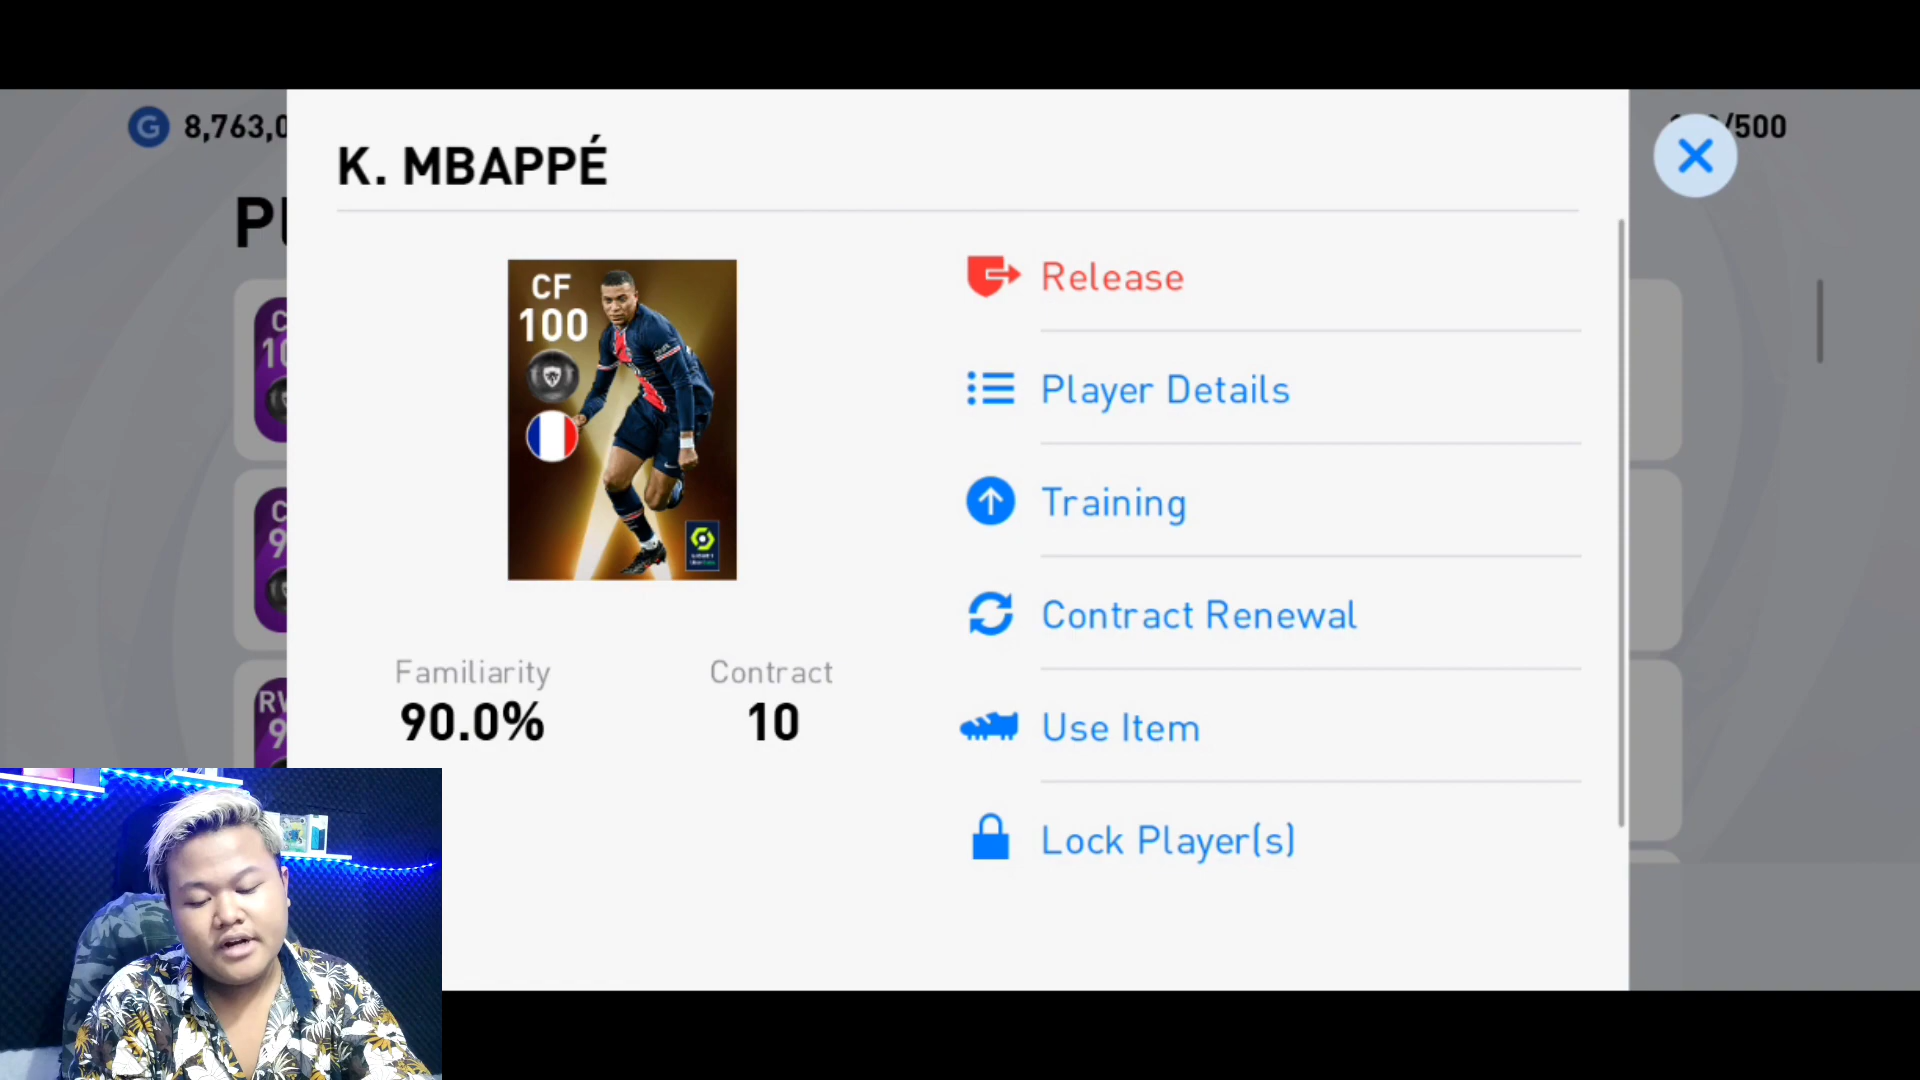 8,763,0
/500
K. MBAPPÉ
Pl
CF
100
Release
Player Details
Training
Contract Renewal
Familiarity
Contract
90.0%
10
Use Item
Lock Player(s)